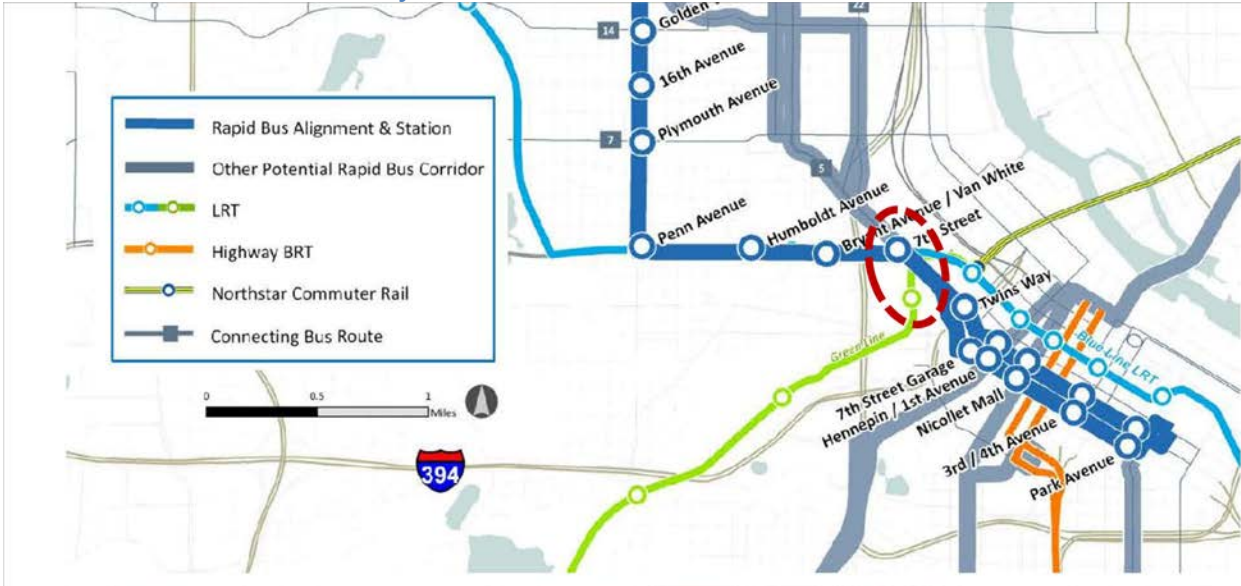 Golden
22
14
16th Avenue
Plymouth Avenue
7
5
Rapid Bus Alignment & Station
Other Potential Rapid Bus Corridor
LRT
Highway BRT
Northstar Commuter Rail
Connecting Bus Route
Penn Avenue
Humboldt Avenue
Bryant Avenue / Van White
7th Street
Twins Way
Green Line
Blue Line LRT
7th Street Garage
Hennepin / 1st Avenue
Nicollet Mall
3rd / 4th Avenue
Park Avenue
0 0.5 1
Miles
394